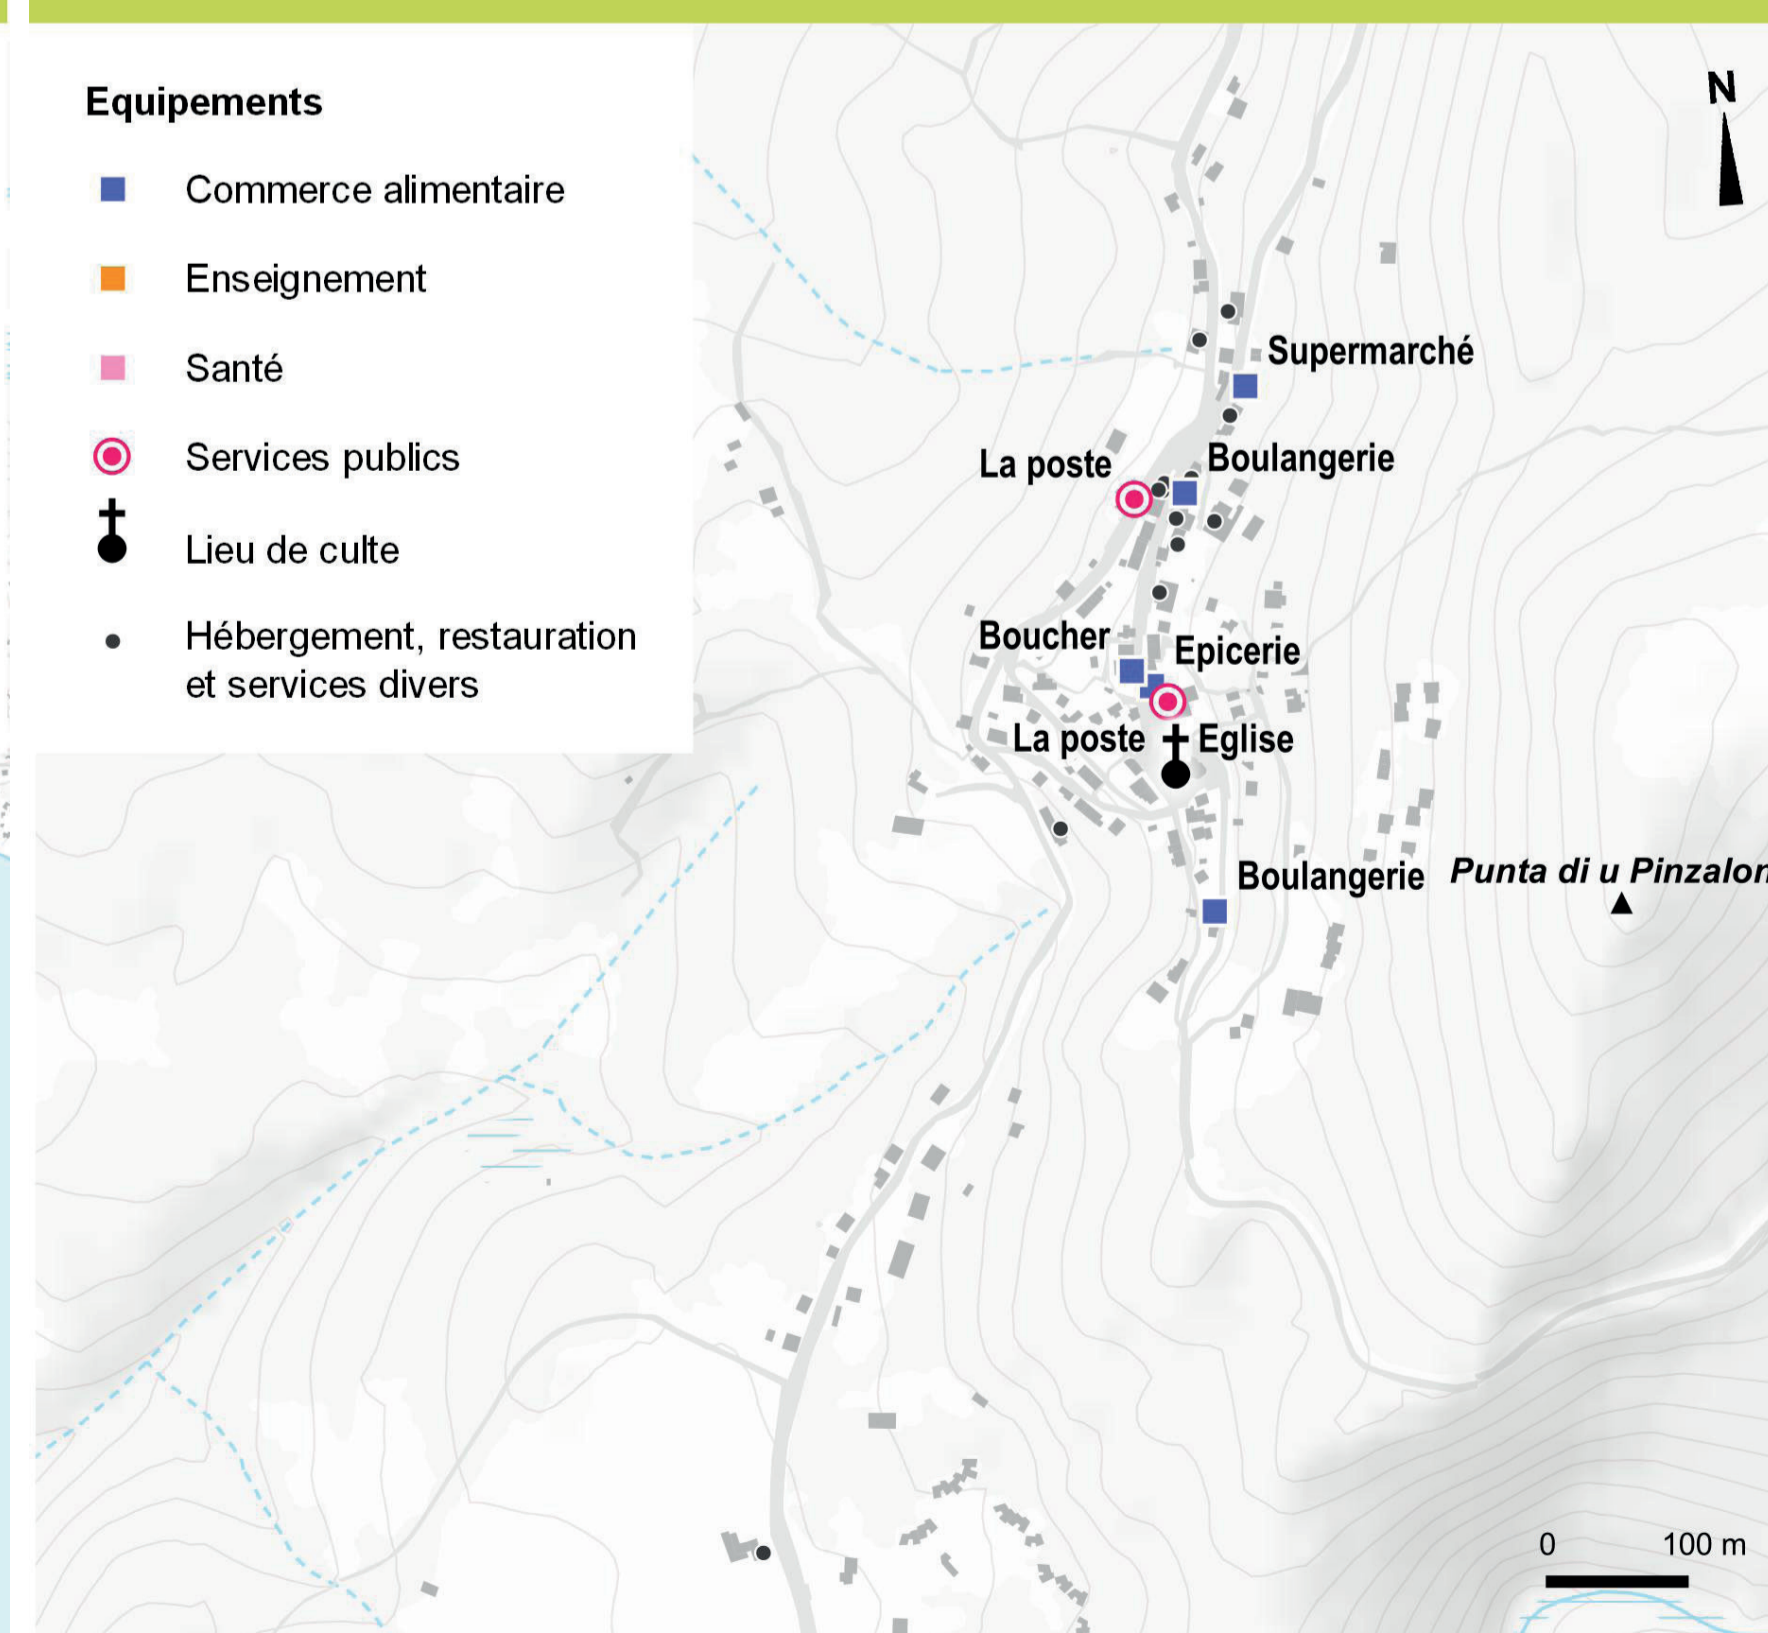 Equipements
Commerce alimentaire
Enseignement
Santé
Services publics
Lieu de culte
Hébergement, restauration
et services divers
N
Supermarché
La poste
Boulangerie
Boucher
Epicerie
La poste
Eglise
Boulangerie
Punta di u Pinzalon
0
100 m